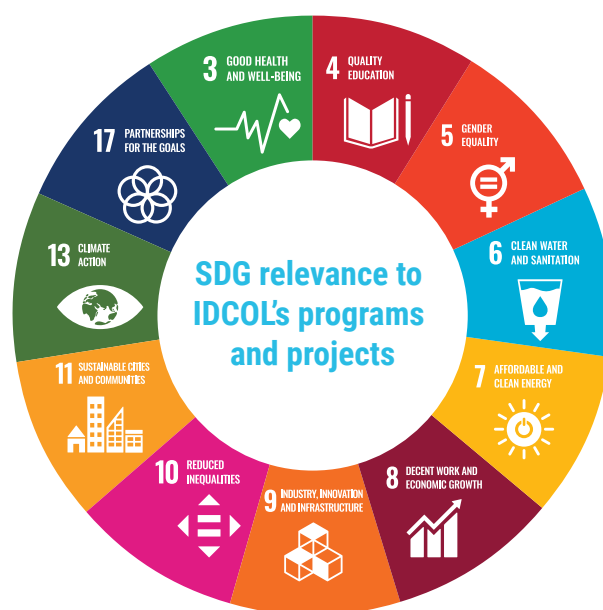 3 GOOD HEALTH
AND WELL-BEING
4 QUALITY
EDUCATION
5 GENDER
EQUALITY
6 CLEAN WATER
AND SANITATION
7 AFFORDABLE AND
CLEAN ENERGY
8 DECENT WORK AND
ECONOMIC GROWTH
9 INDUSTRY, INNOVATION
AND INFRASTRUCTURE
10 REDUCED
INEQUALITIES
11 SUSTAINABLE CITIES
AND COMMUNITIES
13 CLIMATE
ACTION
17 PARTNERSHIPS
FOR THE GOALS
SDG relevance to
IDCOL's programs
and projects